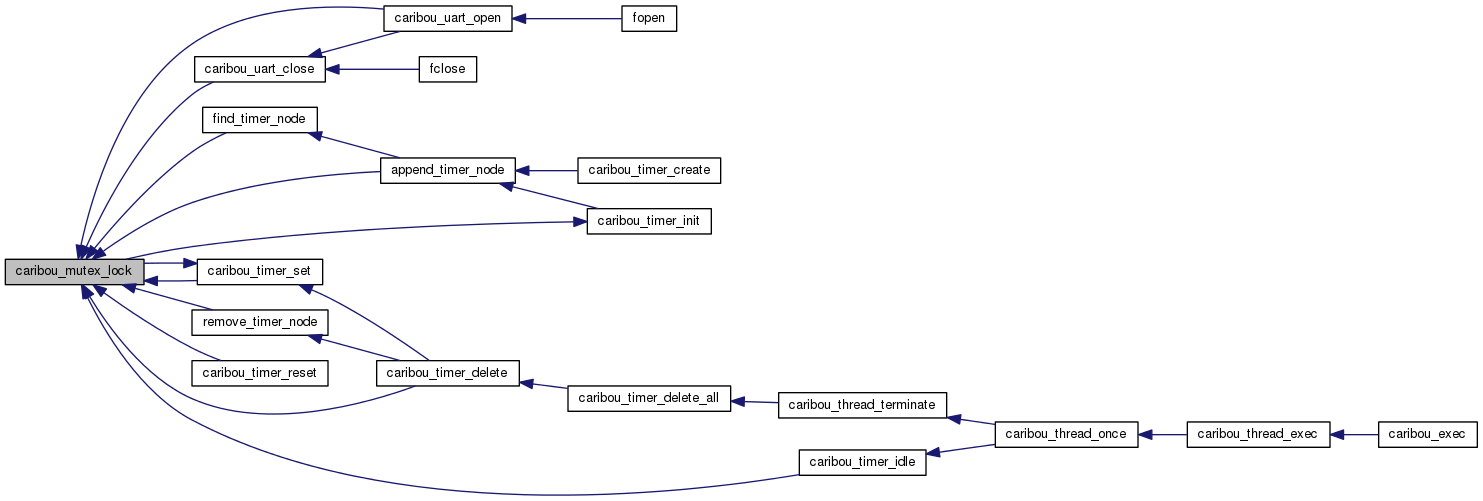 caribou_uart_open
fopen
caribou_uart_close
fclose
find_timer_node
append_timer_node
caribou_timer_create
caribou_timer_init
caribou_mutex_lock
caribou_timer_set
remove_timer_node
caribou_timer_reset
caribou_timer_delete
caribou_timer_delete_all
caribou_thread_terminate
caribou_thread_once
caribou_thread_exec
caribou_exec
caribou_timer_idle